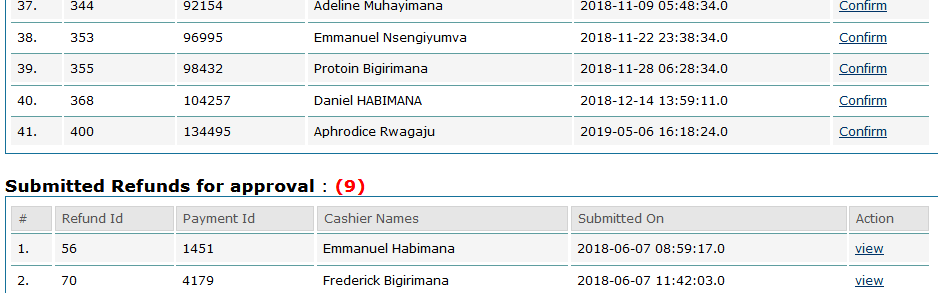 37. 344 92154 Adeline Muhayimana 2018-11-09 05:48:34.0 Confirm
38. 353 96995 Emmanuel Nsengiyumva 2018-11-22 23:38:34.0 Confirm
39. 355 98432 Protoin Bigirimana 2018-11-28 06:28:34.0 Confirm
40. 368 104257 Daniel HABIMANA 2018-12-14 13:59:11.0 Confirm
41. 400 134495 Aphrodice Rwagaju 2019-05-06 16:18:24.0 Confirm
Submitted Refunds for approval : (9)
# Refund Id Payment Id Cashier Names Submitted On Action
1. 56 1451 Emmanuel Habimana 2018-06-07 08:59:17.0 view
2. 70 4179 Frederick Bigirimana 2018-06-07 11:42:03.0 view